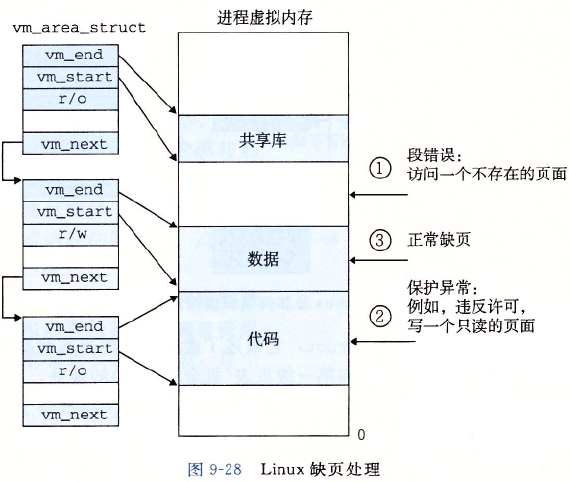 vm_area_struct
进程虚拟内存
vm_end
vm_start
r/o
vm_next
vm_end
vm_start
r/w
vm_next
vm_end
vm_start
r/o
vm_next
共享库
数据
代码
0
① 段错误:
访问一个不存在的页面
③ 正常缺页
② 保护异常:
例如，违反许可，
写一个只读的页面
图 9-28 Linux 缺页处理